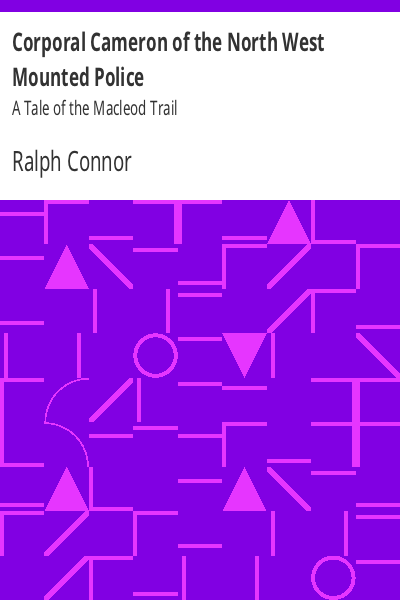 Corporal Cameron of the North West
Mounted Police
A Tale of the Macleod Trail
Ralph Connor